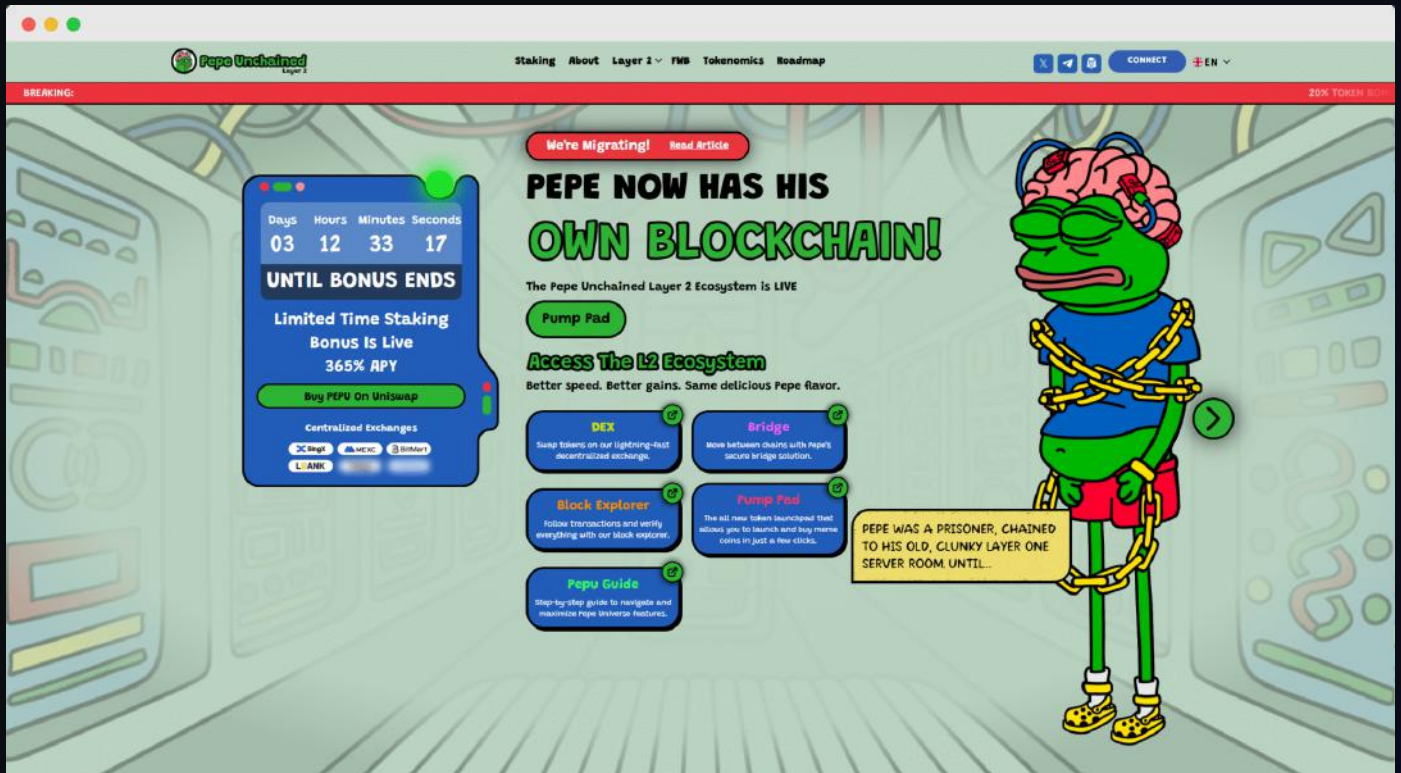 Pepe Unchained
Layer 2
Staking About Layer 2 FWB Tokenomics Roadmap
CONNECT
EN
BREAKING:
20% TOKEN
We're Migrating! Read Article
PEPE NOW HAS HIS
OWN BLOCKCHAIN!
The Pepe Unchained Layer 2 Ecosystem is LIVE
Pump Pad
Access The L2 Ecosystem
Better speed. Better gains. Same delicious Pepe flavor.
Days Hours Minutes Seconds
03 12 33 17
UNTIL BONUS ENDS
Limited Time Staking
Bonus Is Live
365% APY
Buy PEPU On Uniswap
Centralized Exchanges
BingX MEXC BitMart
LBANK
DEX
Swap tokens on our lightning-fast
decentralized exchange.
Bridge
Move between chains with Pepe's
secure bridge solution.
Block Explorer
Follow transactions and verify
everything with our block explorer.
Pump Pad
The all new token launchpad that
allows you to launch and buy meme
coins in just a few clicks.
Pepu Guide
Step-by-step guide to navigate and
maximize Pepe Universe features.
PEPE WAS A PRISONER, CHAINED
TO HIS OLD, CLUNKY LAYER ONE
SERVER ROOM. UNTIL...